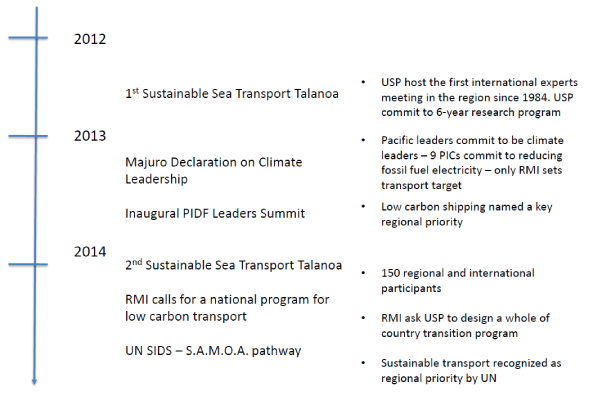 2012
1st Sustainable Sea Transport Talanoa
• USP host the first international experts
meeting in the region since 1984. USP
commit to 6-year research program
2013
Majuro Declaration on Climate
Leadership
• Pacific leaders commit to be climate
leaders – 9 PICs commit to reducing
fossil fuel electricity – only RMI sets
transport target
Inaugural PIDF Leaders Summit
• Low carbon shipping named a key
regional priority
2014
2nd Sustainable Sea Transport Talanoa
• 150 regional and international
participants
RMI calls for a national program for
low carbon transport
• RMI ask USP to design a whole of
country transition program
UN SIDS – S.A.M.O.A. pathway
• Sustainable transport recognized as
regional priority by UN